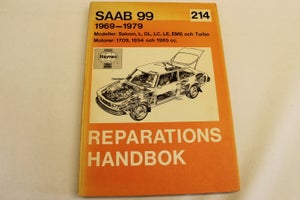 SAAB 99
214
1969—1979
Modeller: Saloon, L, GL, LC, LE, EMS och Turbo
Motorer: 1709, 1854 och 1985 cc.
Haynes
REPARATIONS
HANDBOK